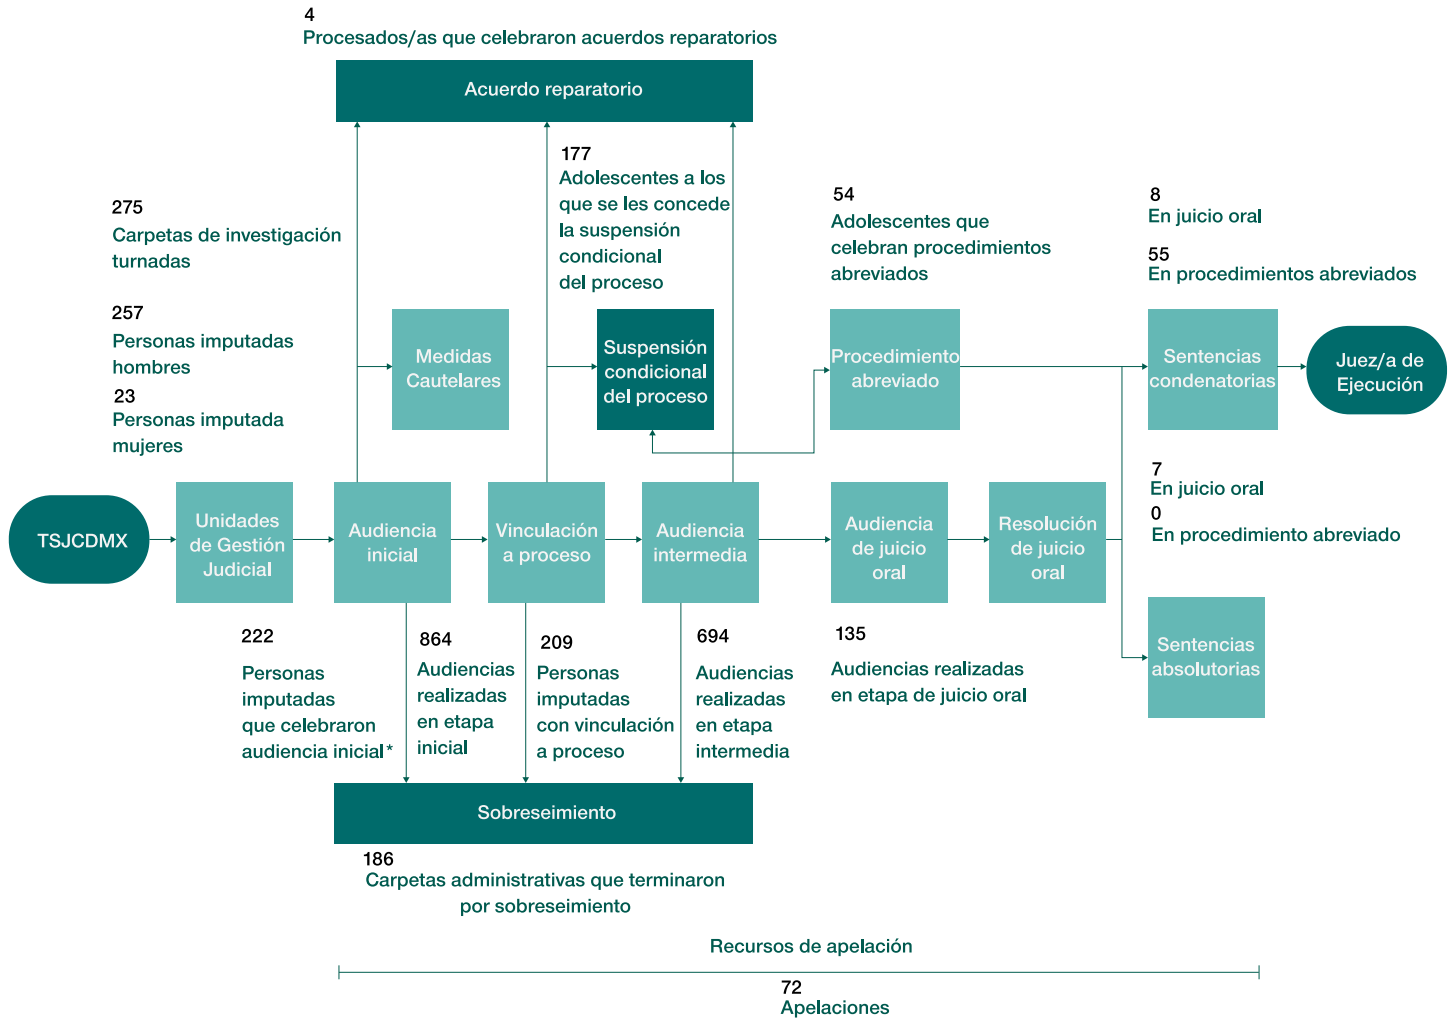 4
Procesados/as que celebraron acuerdos reparatorios
Acuerdo reparatorio
177
Adolescentes a los
que se les concede
la suspensión
condicional
del proceso
54
Adolescentes que
celebran procedimientos
abreviados
8
En juicio oral
55
En procedimientos abreviados
275
Carpetas de investigación
turnadas
257
Personas imputadas
hombres
23
Personas imputada
mujeres
Medidas
Cautelares
Suspensión
condicional
del proceso
Procedimiento
abreviado
Sentencias
condenatorias
Juez/a de
Ejecución
7
En juicio oral
0
En procedimiento abreviado
TSJCDMX
Unidades
de Gestión
Judicial
Audiencia
inicial
Vinculación
a proceso
Audiencia
intermedia
Audiencia
de juicio
oral
Resolución
de juicio
oral
Sentencias
absolutorias
222
Personas
imputadas
que celebraron
audiencia inicial*
864
Audiencias
realizadas
en etapa
inicial
209
Personas
imputadas
con vinculación
a proceso
694
Audiencias
realizadas
en etapa
intermedia
135
Audiencias realizadas
en etapa de juicio oral
Sobreseimiento
186
Carpetas administrativas que terminaron
por sobreseimiento
Recursos de apelación
72
Apelaciones